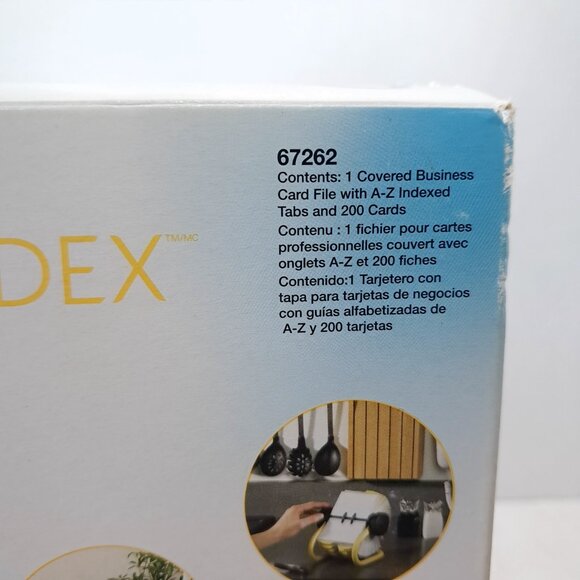 67262
Contents: 1 Covered Business
Card File with A-Z Indexed
Tabs and 200 Cards
Contenu : 1 fichier pour cartes
professionnelles couvert avec
onglets A-Z et 200 fiches
Contenido:1 Tarjetero con
tapa para tarjetas de negocios
con guías alfabetizadas de
A-Z y 200 tarjetas
DEX TM/MC